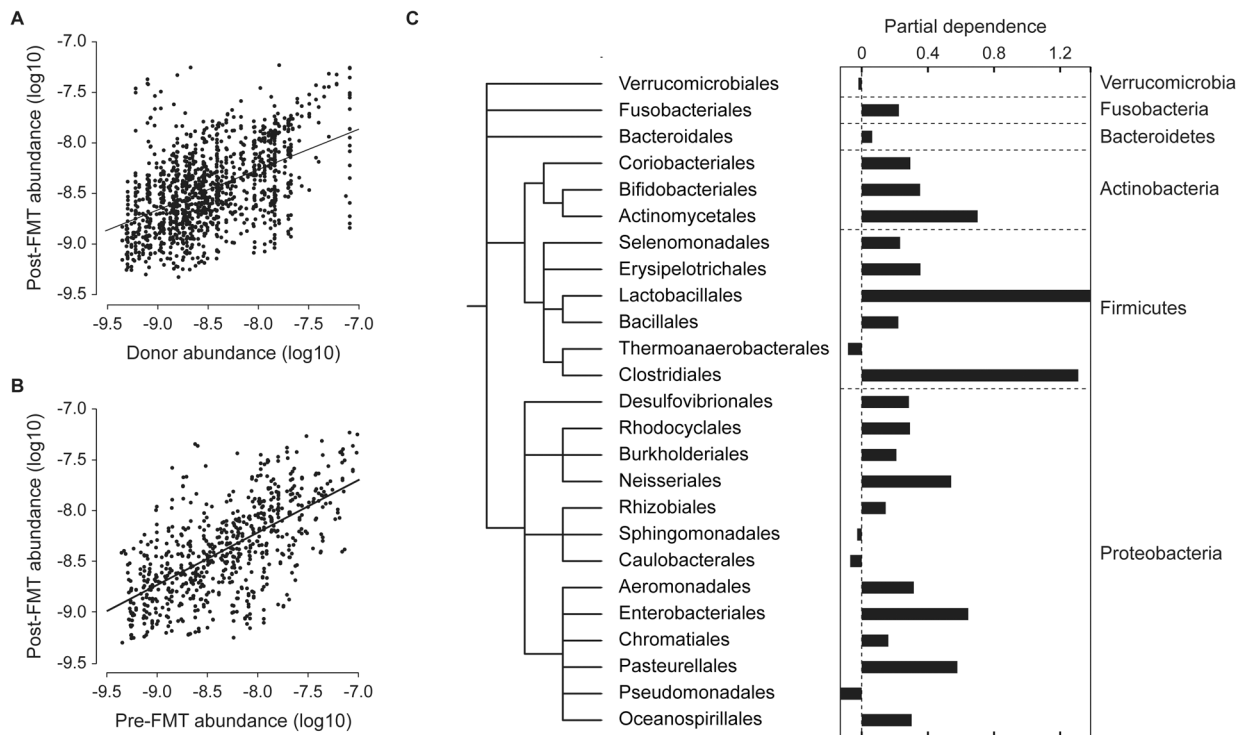 A
-7.0
-7.5
-8.0
-8.5
-9.0
-9.5
Post-FMT abundance (log10)
-9.5 -9.0 -8.5 -8.0 -7.5 -7.0
Donor abundance (log10)
B
-7.0
-7.5
-8.0
-8.5
-9.0
-9.5
Post-FMT abundance (log10)
-9.5 -9.0 -8.5 -8.0 -7.5 -7.0
Pre-FMT abundance (log10)
C
Partial dependence
0 0.4 0.8 1.2
Verrucomicrobiales
Fusobacteriales
Bacteroidales
Coriobacteriales
Bifidobacteriales
Actinomycetales
Selenomonadales
Erysipelotrichales
Lactobacillales
Bacillales
Thermoanaerobacterales
Clostridiales
Desulfovibrionales
Rhodocyclales
Burkholderiales
Neisseriales
Rhizobiales
Sphingomonadales
Caulobacterales
Aeromonadales
Enterobacteriales
Chromatiales
Pasteurellales
Pseudomonadales
Oceanospirillales
Verrucomicrobia
Fusobacteria
Bacteroidetes
Actinobacteria
Firmicutes
Proteobacteria